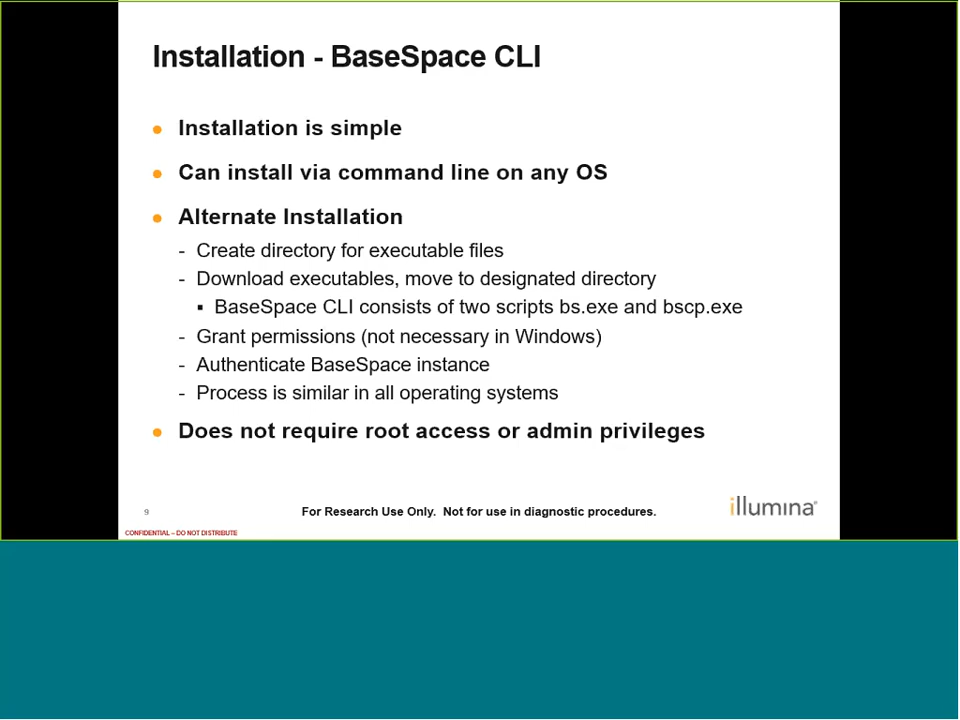 Installation - BaseSpace CLI
● Installation is simple
● Can install via command line on any OS
● Alternate Installation
- Create directory for executable files
- Download executables, move to designated directory
▪ BaseSpace CLI consists of two scripts bs.exe and bscp.exe
- Grant permissions (not necessary in Windows)
- Authenticate BaseSpace instance
- Process is similar in all operating systems
● Does not require root access or admin privileges
9
For Research Use Only. Not for use in diagnostic procedures.
illumina®
CONFIDENTIAL – DO NOT DISTRIBUTE